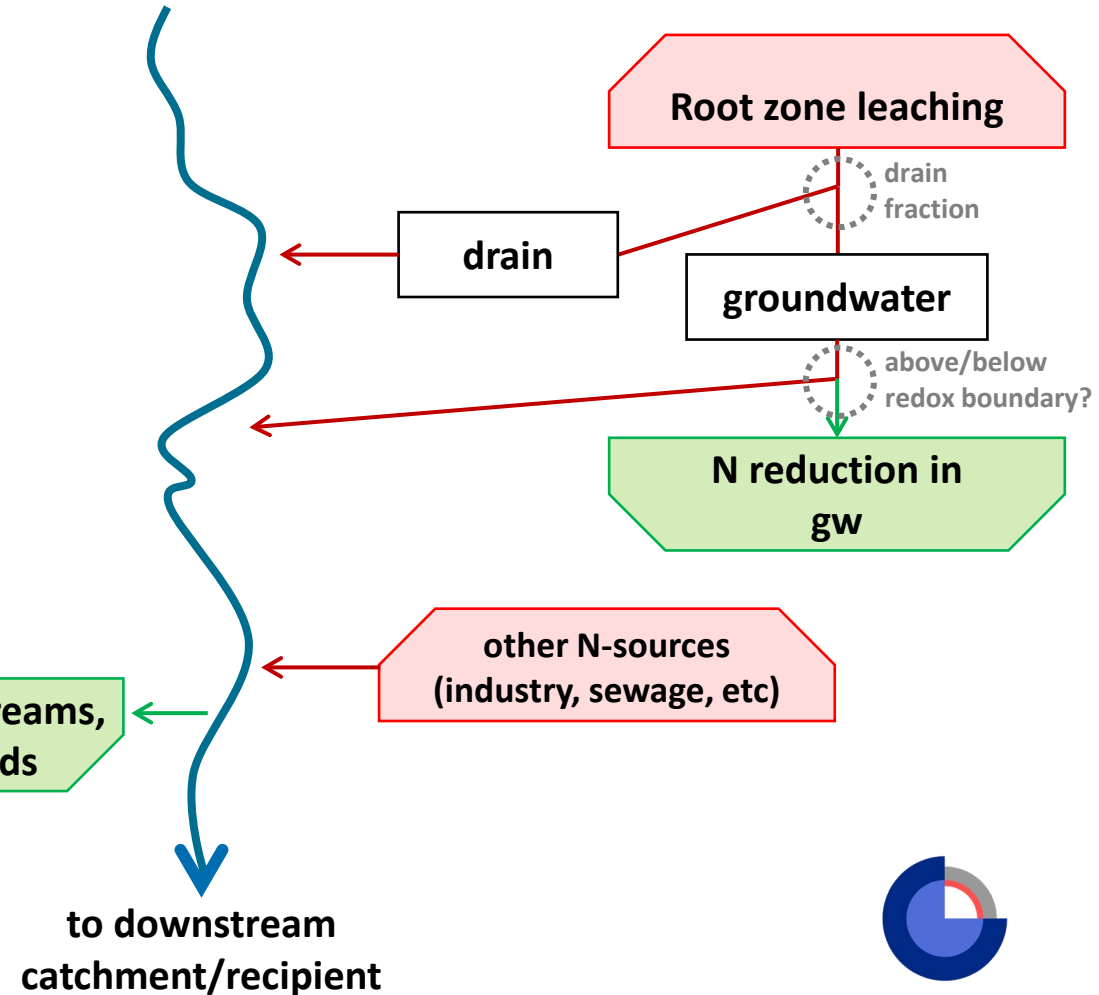 Root zone leaching
drain
fraction
drain
groundwater
above/below
redox boundary?
N reduction in
gw
other N-sources
(industry, sewage, etc)
to downstream
catchment/recipient